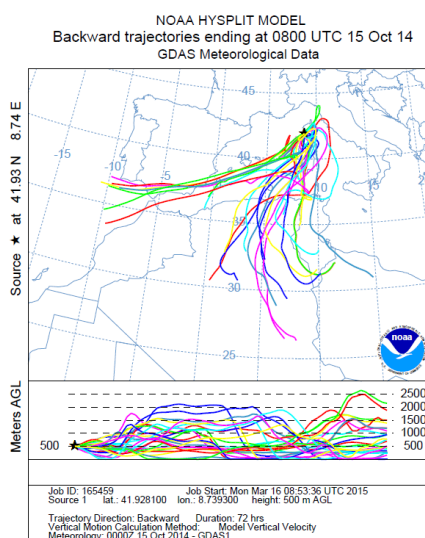 NOAA HYSPLIT MODEL
Backward trajectories ending at 0800 UTC 15 Oct 14
GDAS Meteorological Data
Source ★ at 41.93 N 8.74 E
45
-15
-10
-5
40
10
15
35
30
25
noaa
Meters AGL
500
2500
2000
1500
1000
500
Job ID: 165459 Job Start: Mon Mar 16 08:53:36 UTC 2015
Source 1 lat.: 41.928100 lon.: 8.739300 height: 500 m AGL
Trajectory Direction: Backward Duration: 72 hrs
Vertical Motion Calculation Method: Model Vertical Velocity
Meteorology: 0000Z 15 Oct 2014 - GDAS1